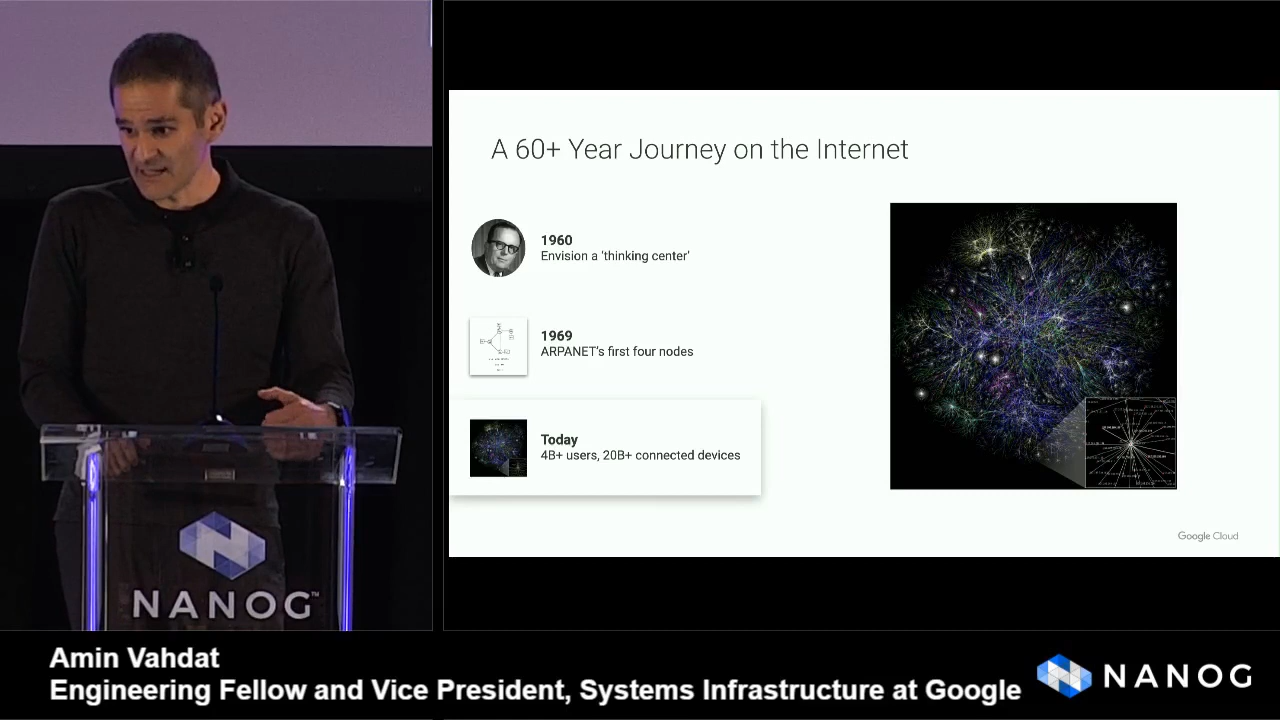 A 60+ Year Journey on the Internet
1960
Envision a 'thinking center'
1969
ARPANET's first four nodes
Today
4B+ users, 20B+ connected devices
Google Cloud
NANOG™
Amin Vahdat
Engineering Fellow and Vice President, Systems Infrastructure at Google
NANOG